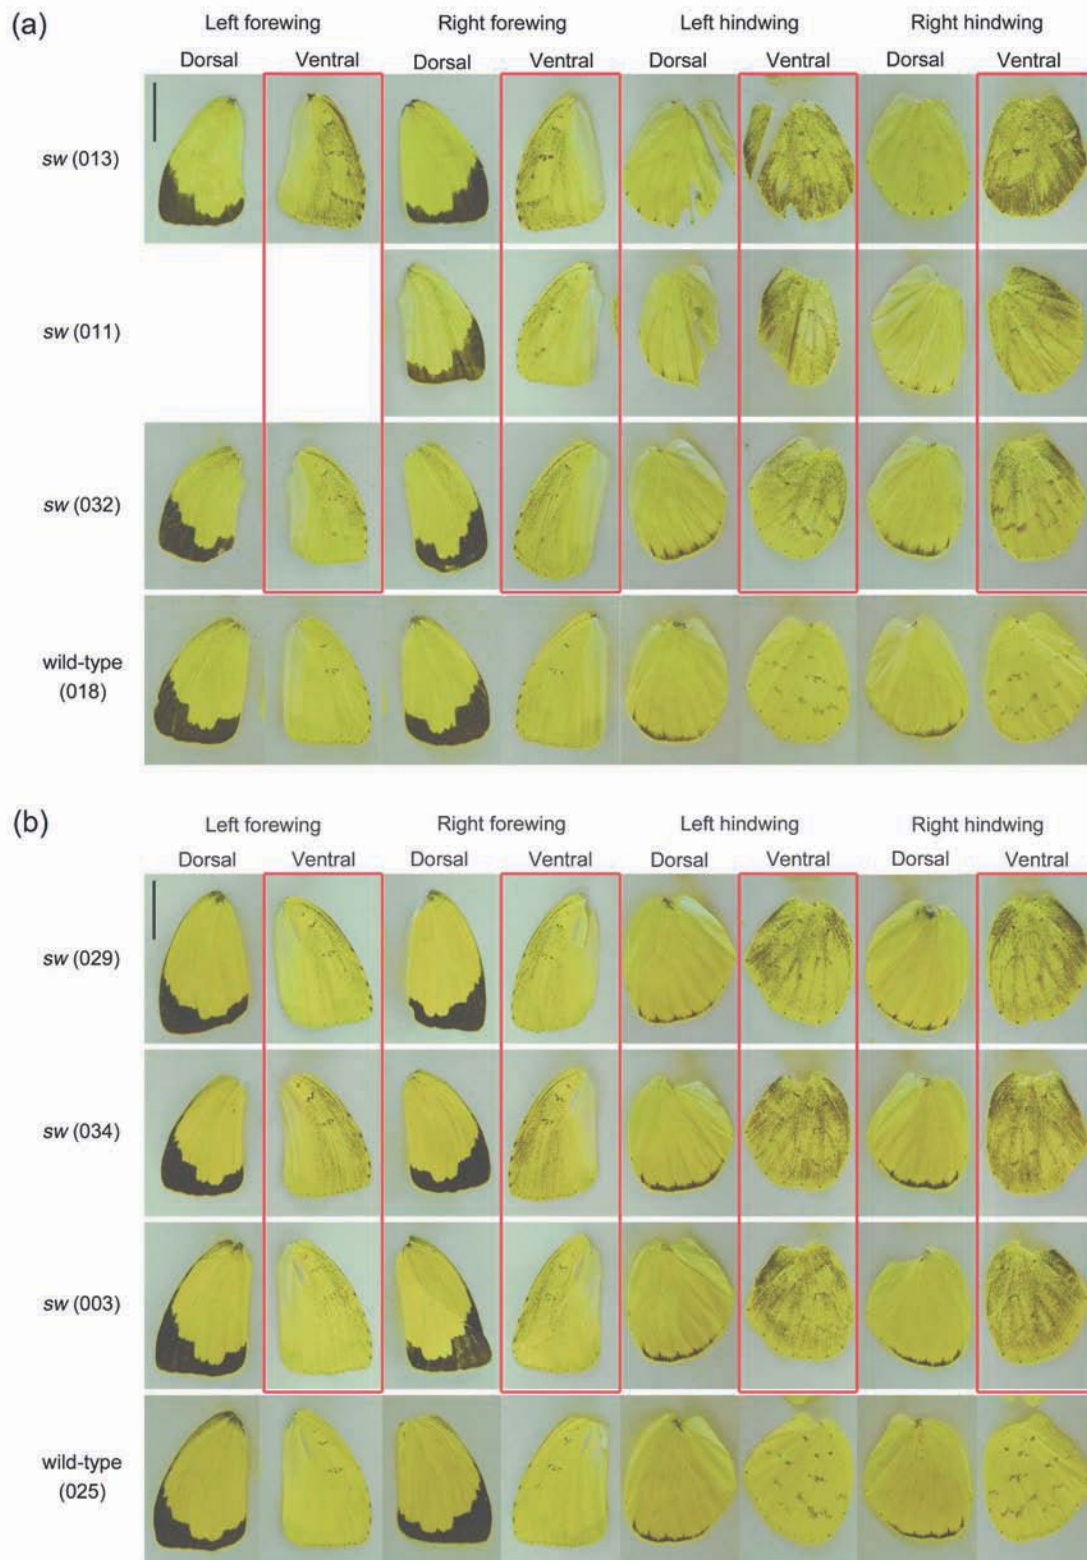 (a)
Left forewing Right forewing Left hindwing Right hindwing
Dorsal Ventral Dorsal Ventral Dorsal Ventral Dorsal Ventral
sw (013)
sw (011)
sw (032)
wild-type
(018)
(b)
Left forewing Right forewing Left hindwing Right hindwing
Dorsal Ventral Dorsal Ventral Dorsal Ventral Dorsal Ventral
sw (029)
sw (034)
sw (003)
wild-type
(025)